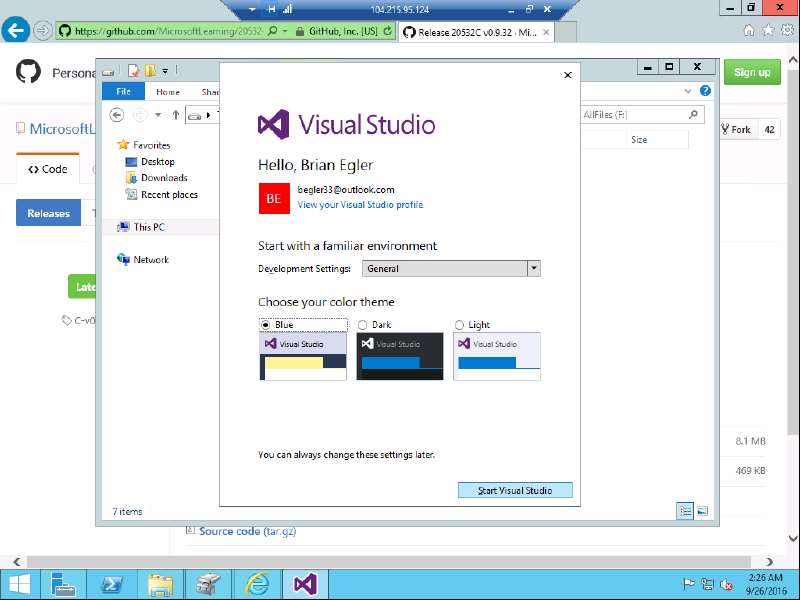 104.215.95.124
https://github.com/MicrosoftLearning/20532-
GitHub, Inc. [US]
Release 20532C v0.9.32 · Mi...
Persona
Sign up
File
Home
Shar
AllFiles (F:)
Size
MicrosoftL
Fork
42
Code
Releases
T
Favorites
Desktop
Downloads
Recent places
This PC
Network
Late
C-v0
Visual Studio
Hello, Brian Egler
BE
begler33@outlook.com
View your Visual Studio profile
Start with a familiar environment
Development Settings:
General
Choose your color theme
Blue
Dark
Light
Visual Studio
Visual Studio
Visual Studio
You can always change these settings later.
Start Visual Studio
8.1 MB
469 KB
7 items
Source code (tar.gz)
2:26 AM
9/26/2016